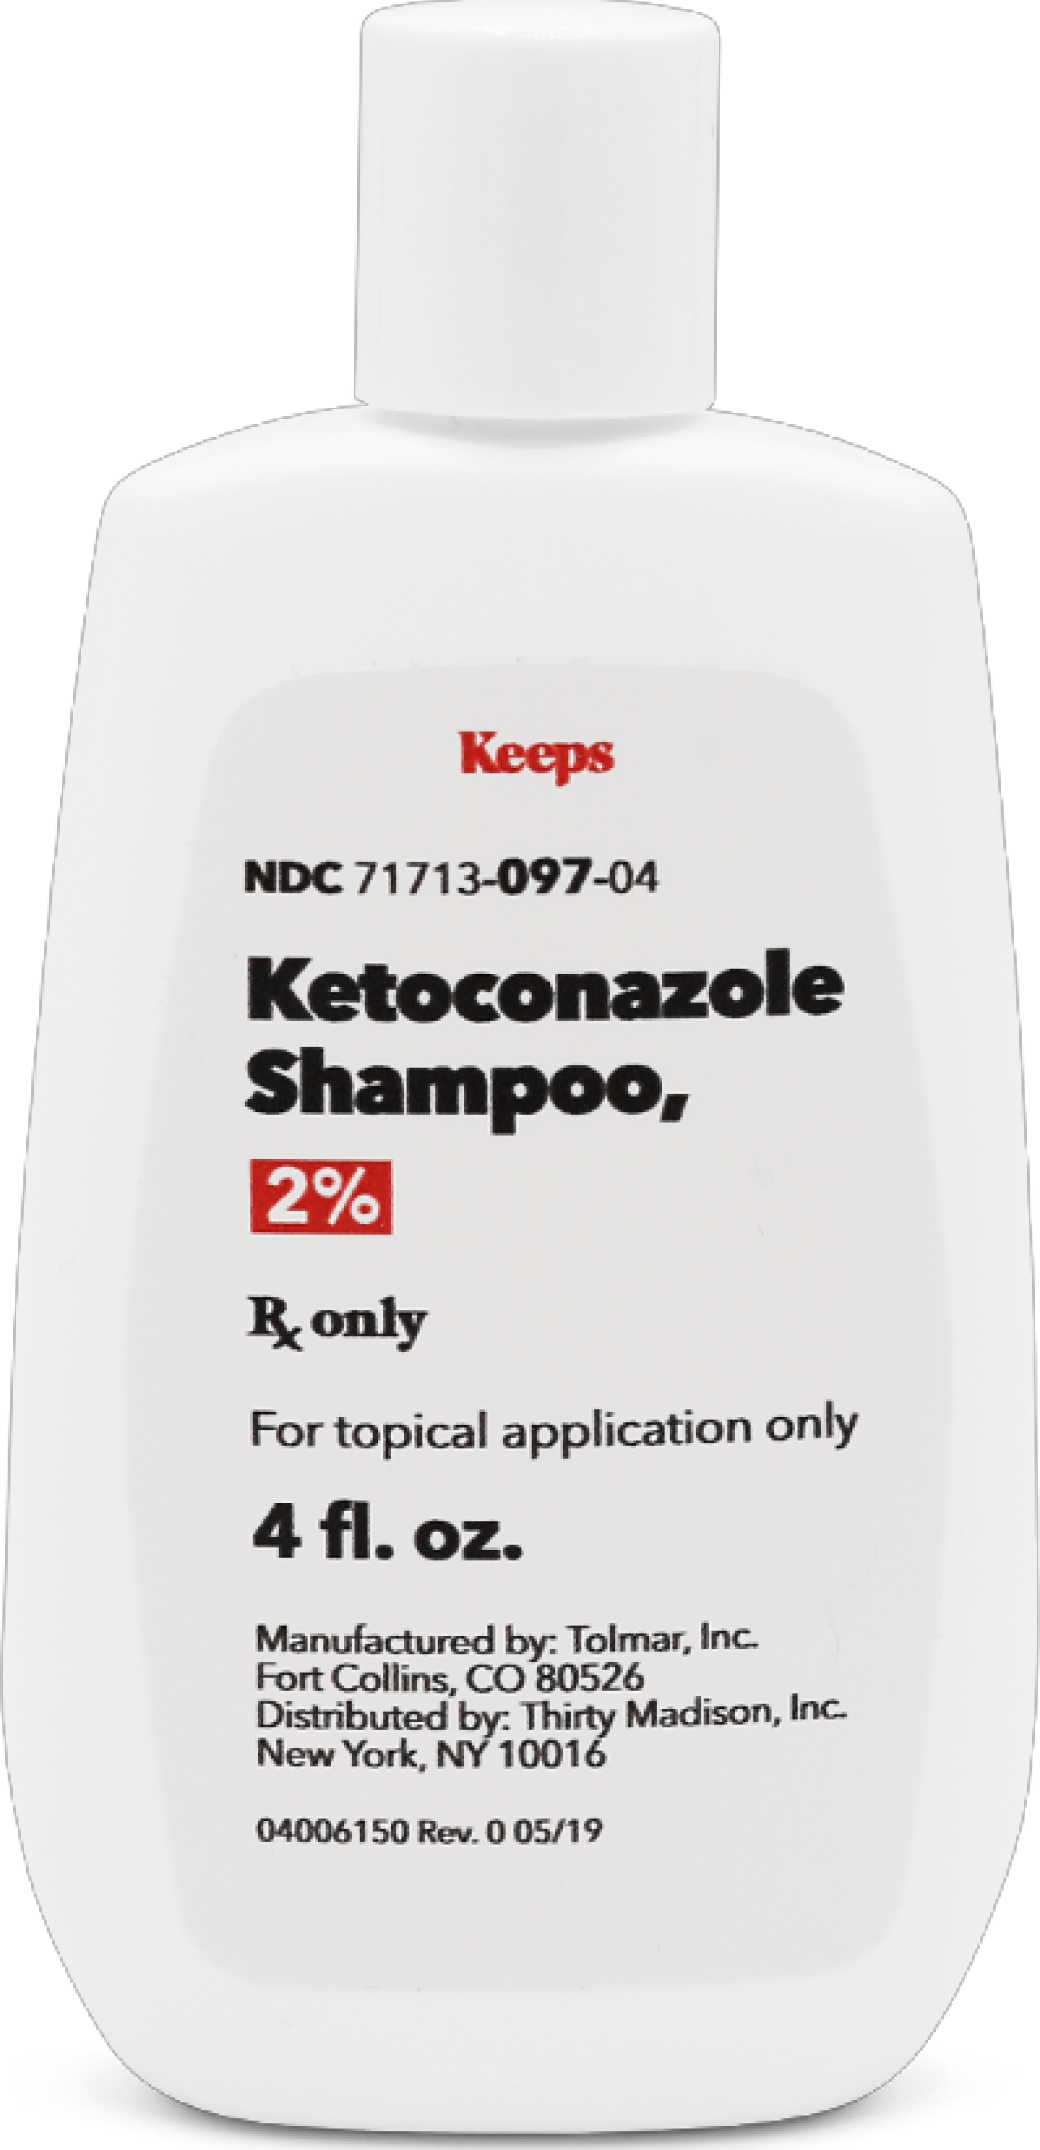 Keeps
NDC 71713-097-04
Ketoconazole
Shampoo,
2%
Rx only
For topical application only
4 fl. oz.
Manufactured by: Tolmar, Inc.
Fort Collins, CO 80526
Distributed by: Thirty Madison, Inc.
New York, NY 10016
04006150 Rev. 0 05/19